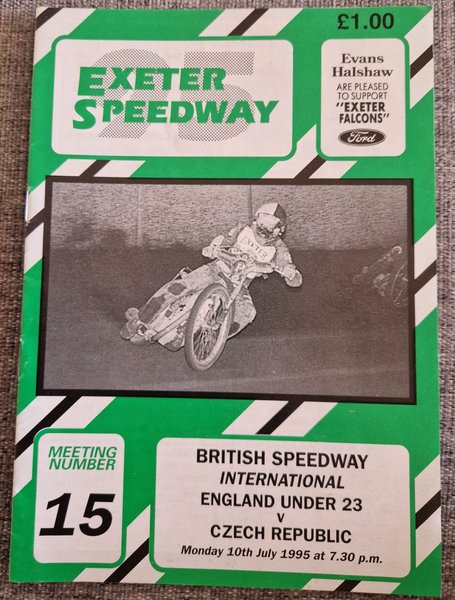 £1.00
95
EXETER
SPEEDWAY
Evans
Halshaw
ARE PLEASED
TO SUPPORT
"EXETER
FALCONS"
Ford
EXETER
MEETING
NUMBER
15
BRITISH SPEEDWAY
INTERNATIONAL
ENGLAND UNDER 23
V
CZECH REPUBLIC
Monday 10th July 1995 at 7.30 p.m.